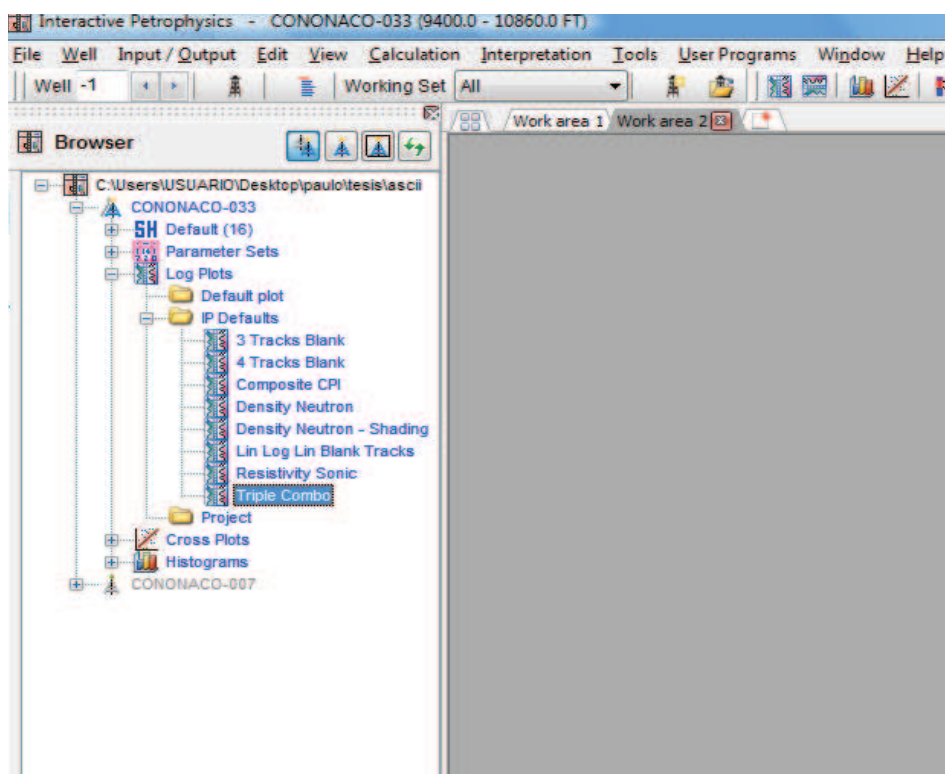 Interactive Petrophysics - CONONACO-033 (9400.0 - 10860.0 FT)
File Well Input / Output Edit View Calculation Interpretation Tools User Programs Window Help
Well -1 Working Set All
Work area 1 Work area 2
Browser
C:\Users\USUARIO\Desktop\paulo\tesis\ascii
CONONACO-033
SH Default (16)
Parameter Sets
Log Plots
Default plot
IP Defaults
3 Tracks Blank
4 Tracks Blank
Composite CPI
Density Neutron
Density Neutron - Shading
Lin Log Lin Blank Tracks
Resistivity Sonic
Triple Combo
Project
Cross Plots
Histograms
CONONACO-007